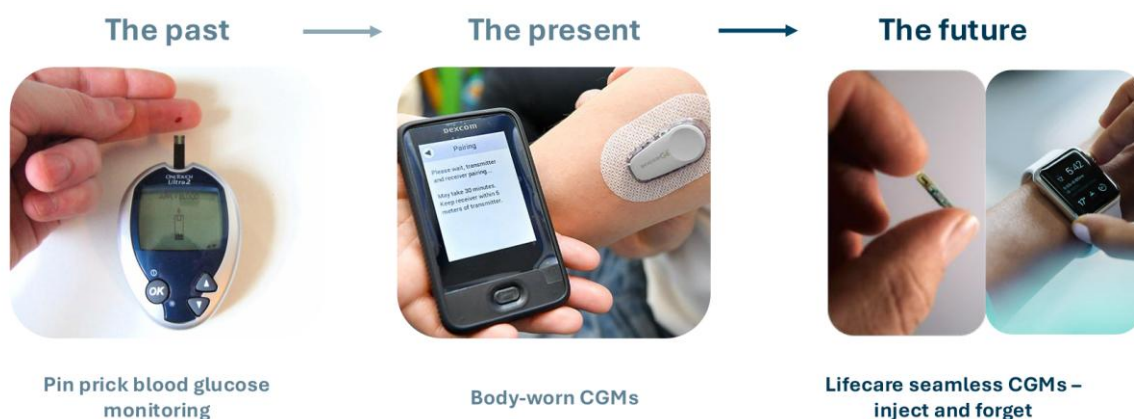 The past
The present
The future
ONETOUCH
Ultra2
OK
Dexcom
Pairing
Please wait, transmitter
and receiver pairing...
May take 30 minutes.
Keep receiver within 5
meters of transmitter.
5:42
Pin prick blood glucose
monitoring
Body-worn CGMs
Lifecare seamless CGMs –
inject and forget